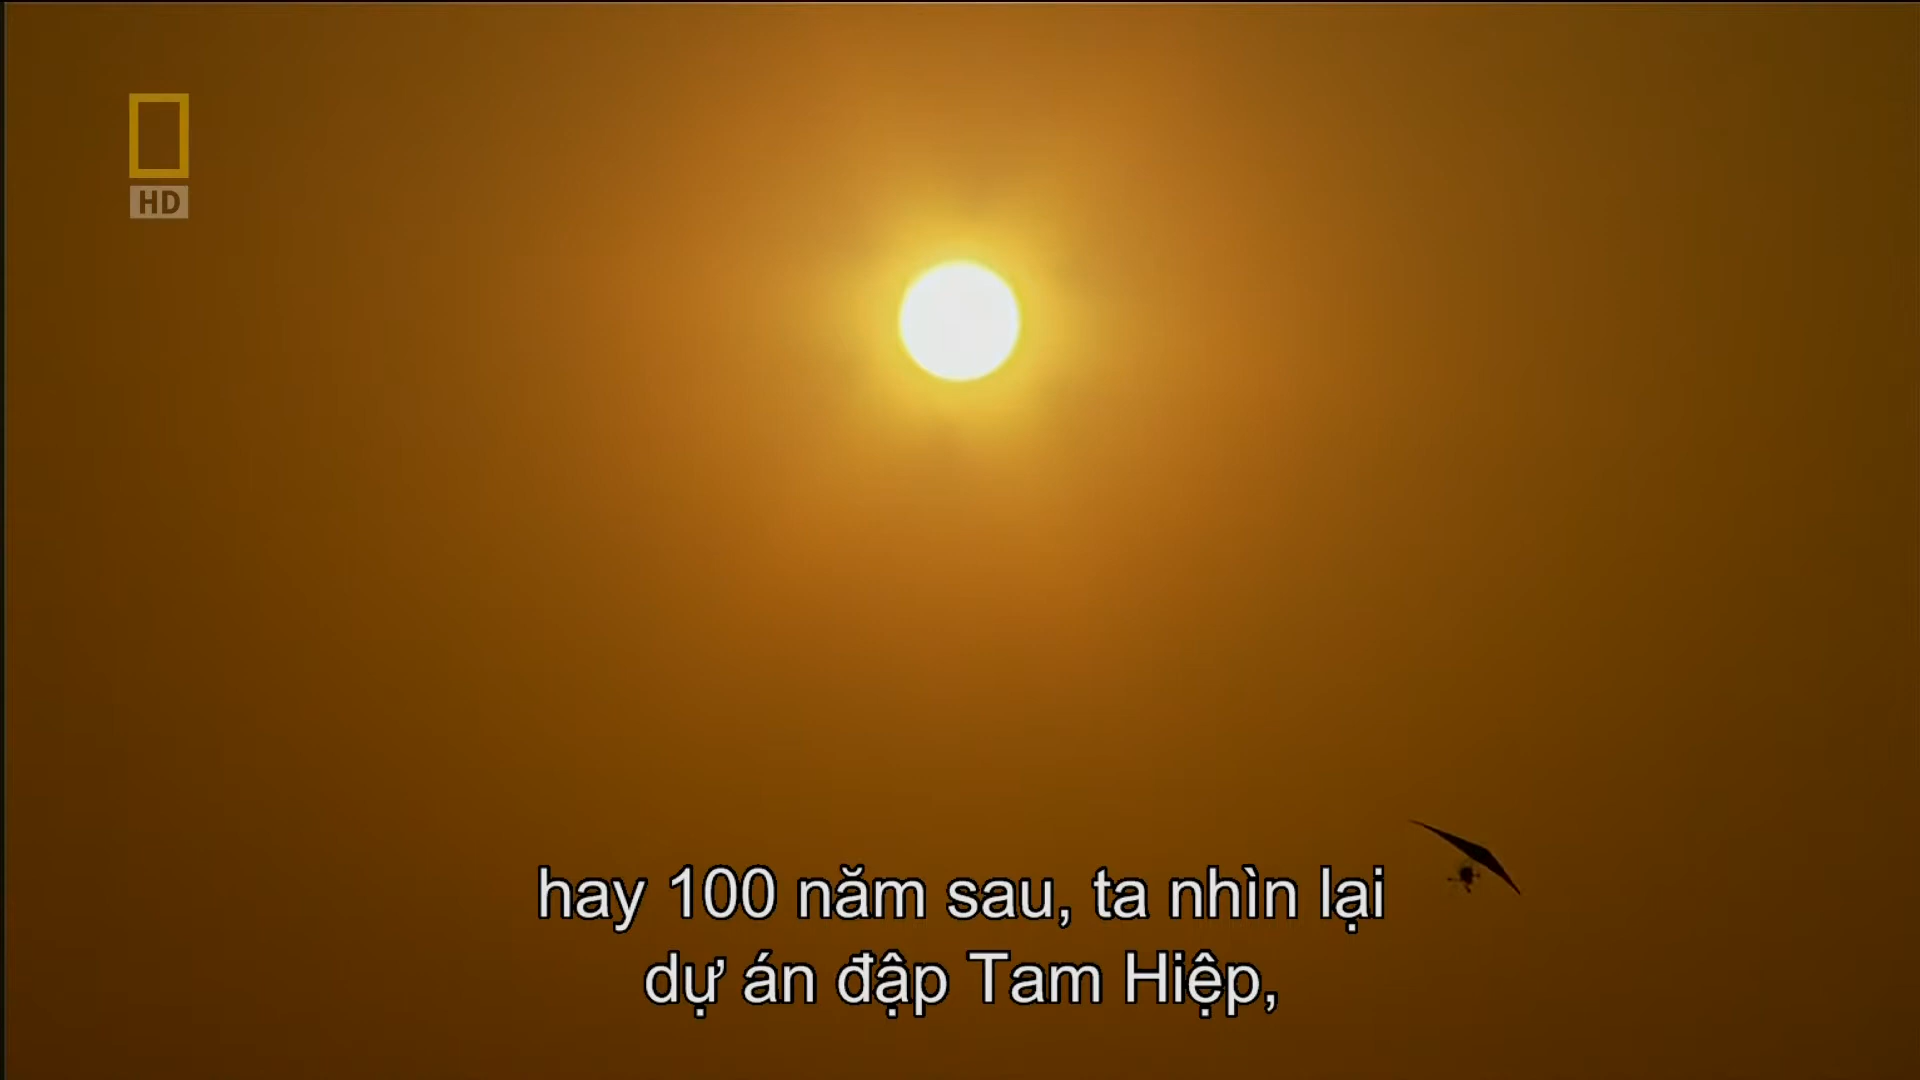 HD
hay 100 năm sau, ta nhìn lại
dự án đập Tam Hiệp,